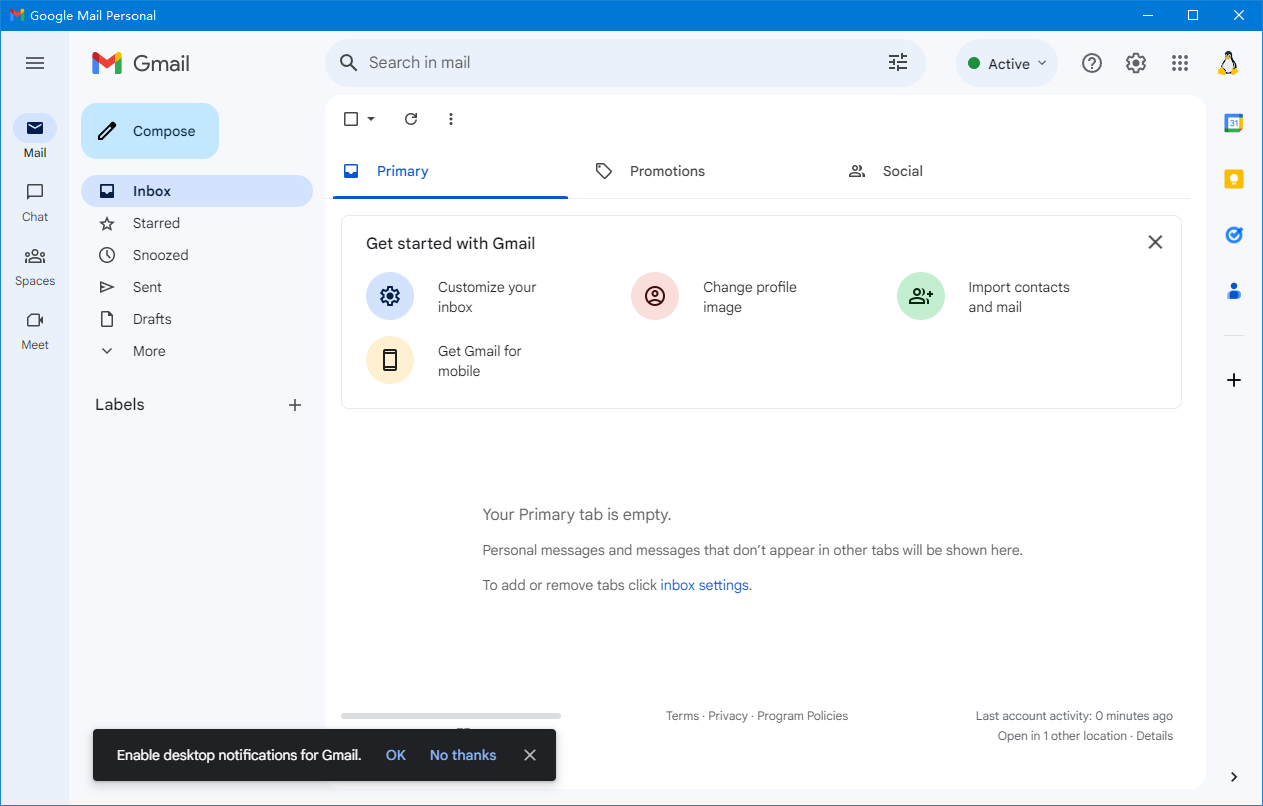 Google Mail Personal
Gmail
Search in mail
Active
Compose
Mail
Chat
Spaces
Meet
Inbox
Starred
Snoozed
Sent
Drafts
More
Labels
Primary
Promotions
Social
31
Get started with Gmail
Customize your
inbox
Change profile
image
Import contacts
and mail
Get Gmail for
mobile
Your Primary tab is empty.
Personal messages and messages that don’t appear in other tabs will be shown here.
To add or remove tabs click inbox settings.
Terms · Privacy · Program Policies
Last account activity: 0 minutes ago
Open in 1 other location · Details
Enable desktop notifications for Gmail. OK No thanks